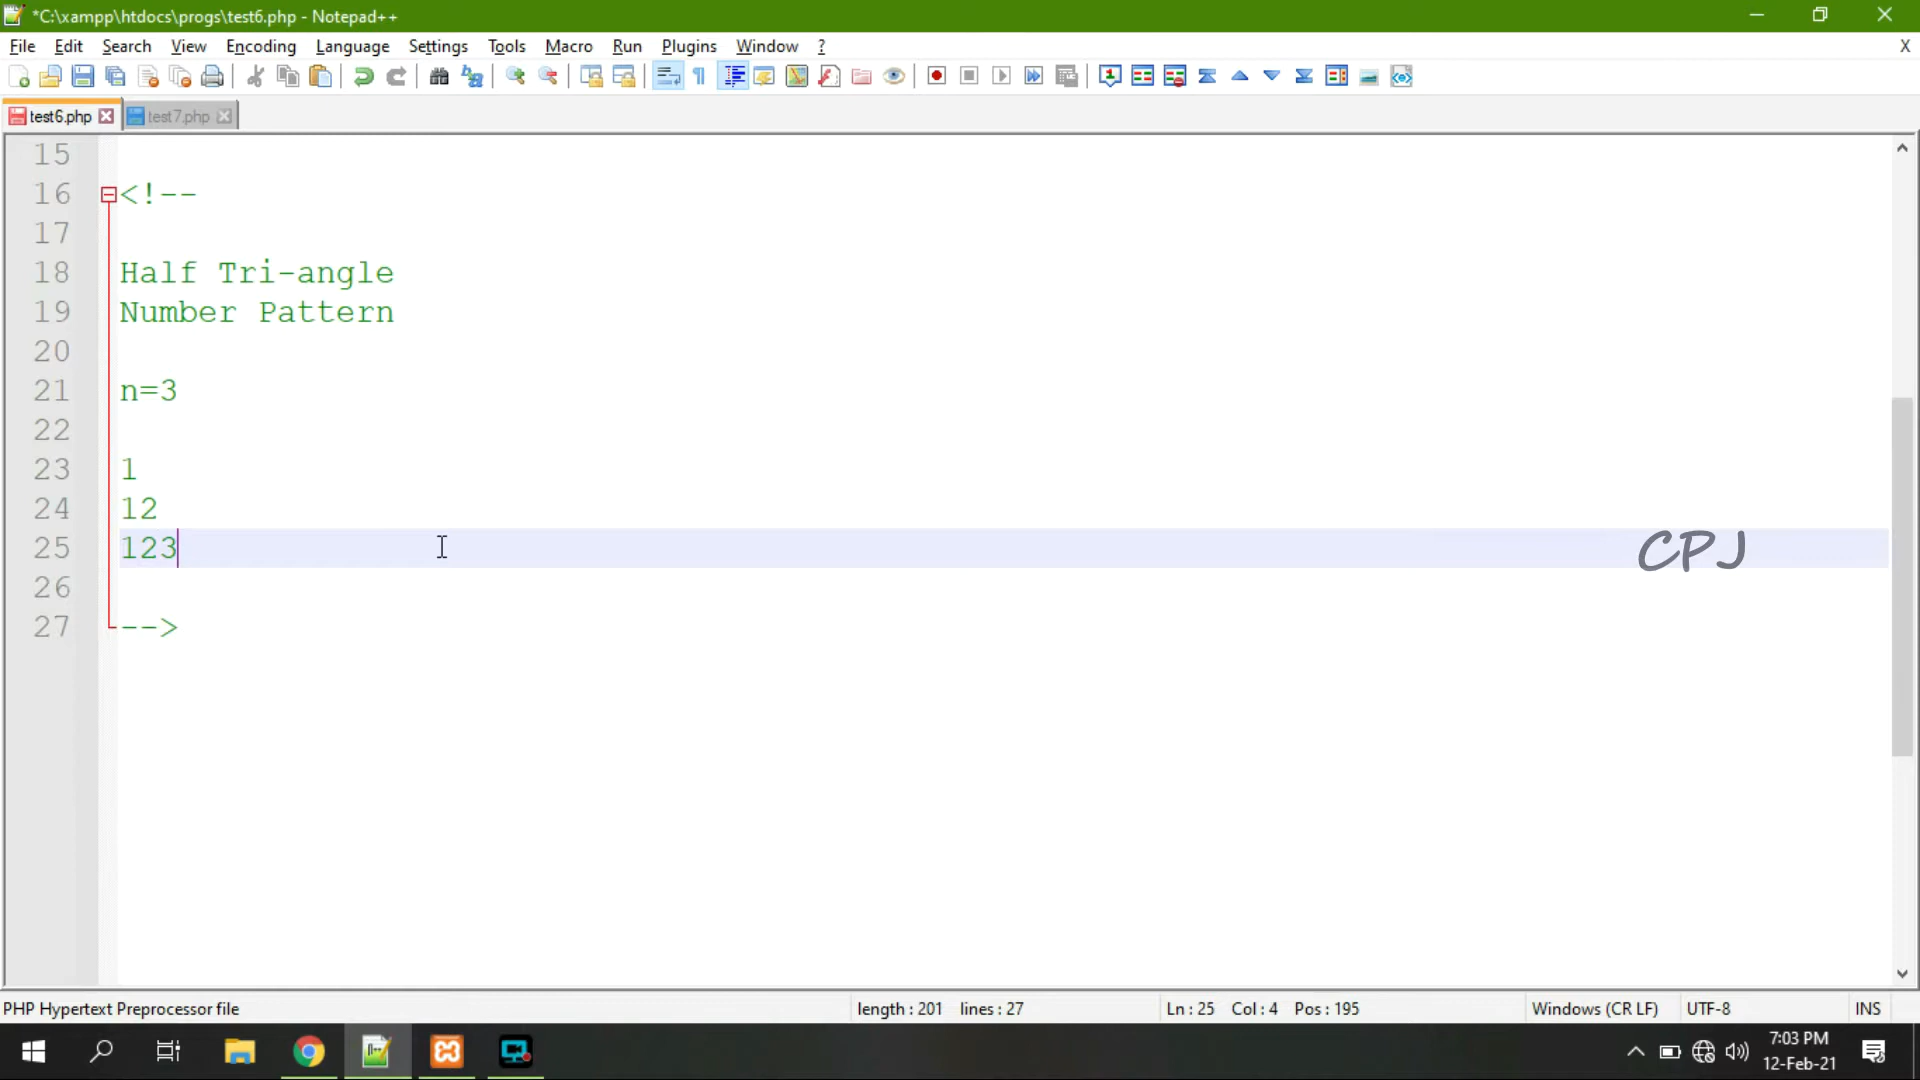 *C:\xampp\htdocs\progs\test6.php - Notepad++
File Edit Search View Encoding Language Settings Tools Macro Run Plugins Window ? X
test6.php test7.php
15
16 <!--
17
18 Half Tri-angle
19 Number Pattern
20
21 n=3
22
23 1
24 12
25 123
26
27 -->
CPJ
PHP Hypertext Preprocessor file length : 201 lines : 27 Ln : 25 Col : 4 Pos : 195 Windows (CR LF) UTF-8 INS
7:03 PM
12-Feb-21